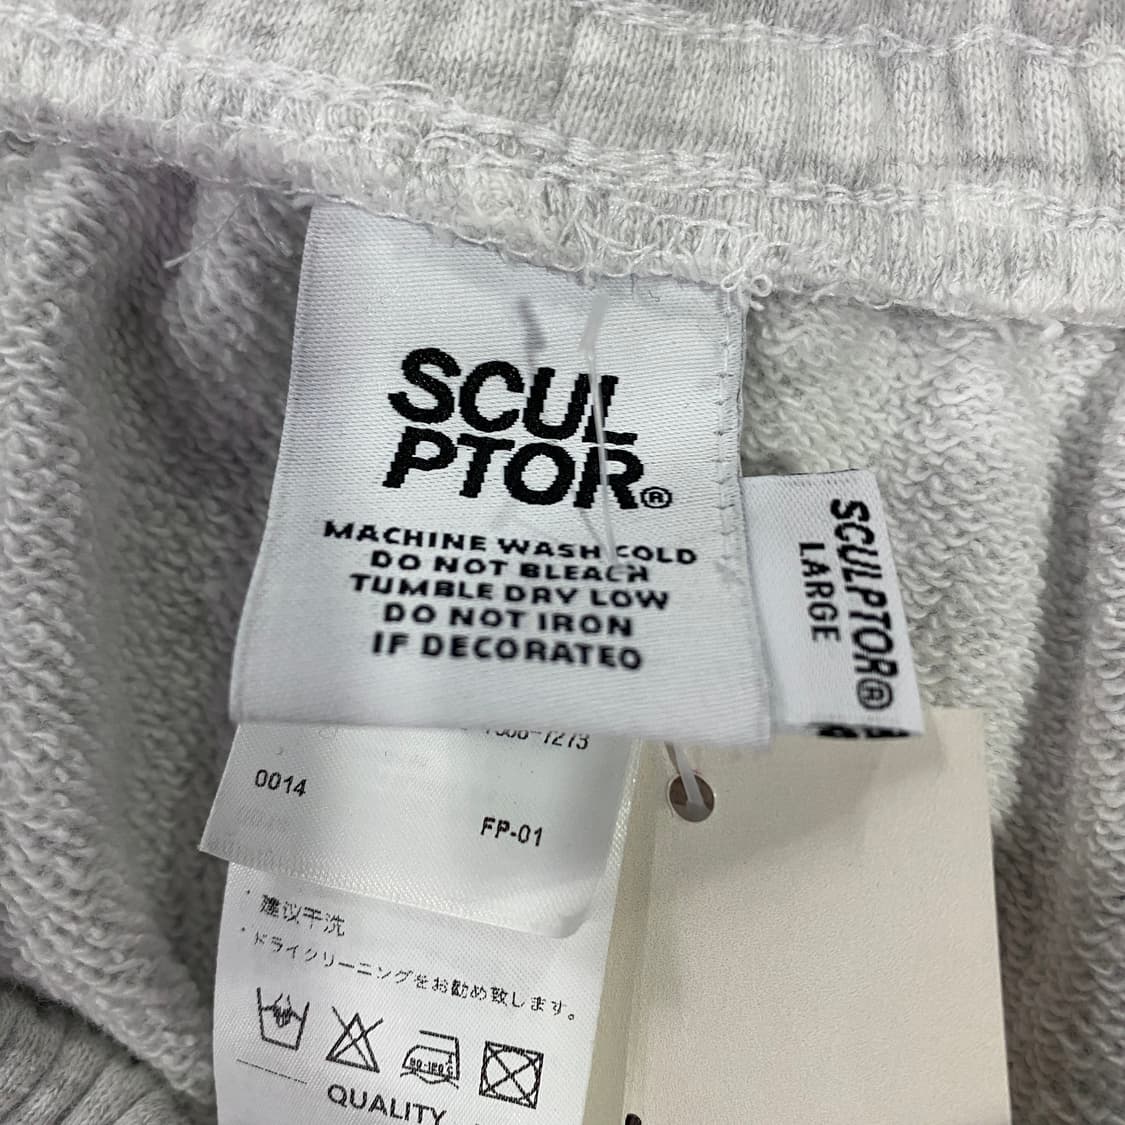 SCUL
PTOR®
MACHINE WASH COLD
DO NOT BLEACH
TUMBLE DRY LOW
DO NOT IRON
IF DECORATED
SCULPTOR®
LARGE
-7273
0014
FP-01
・建议干洗
・ドライクリーニングをお勧め致します。
QUALITY